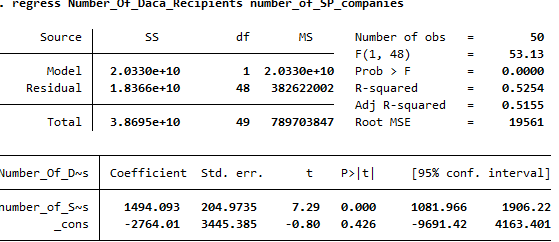 . regress Number_Of_Daca_Recipients number_of_SP_companies
Source SS df MS Number of obs = 50
F(1, 48) = 53.13
Model 2.0330e+10 1 2.0330e+10 Prob > F = 0.0000
Residual 1.8366e+10 48 382622002 R-squared = 0.5254
Adj R-squared = 0.5155
Total 3.8695e+10 49 789703847 Root MSE = 19561
Number_Of_D~s Coefficient Std. err. t P>|t| [95% conf. interval]
number_of_S~s 1494.093 204.9735 7.29 0.000 1081.966 1906.22
_cons -2764.01 3445.385 -0.80 0.426 -9691.42 4163.401